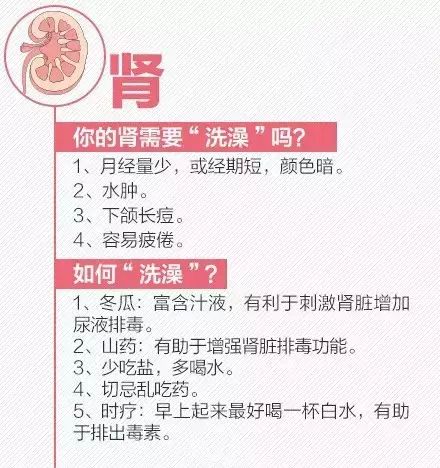 肾
你的肾需要“洗澡”吗?
1、月经量少，或经期短，颜色暗。
2、水肿。
3、下颌长痘。
4、容易疲倦。
如何“洗澡”?
1、冬瓜：富含汁液，有利于刺激肾脏增加
尿液排毒。
2、山药：有助于增强肾脏排毒功能。
3、少吃盐，多喝水。
4、切忌乱吃药。
5、时疗：早上起来最好喝一杯白水，有助
于排出毒素。